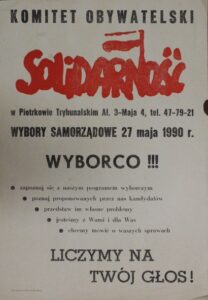 KOMITET OBYWATELSKI
SOLIDARNOŚĆ
w Piotrkowie Trybunalskim Al. 3-Maja 4, tel. 47-79-21
WYBORY SAMORZĄDOWE 27 maja 1990 r.
WYBORCO !!!
zapoznaj się z naszym programem wyborczym
poznaj proponowanych przez nas kandydatów
przedstaw im własne problemy
jesteśmy z Wami i dla Was
chcemy mówić o waszych sprawach
LICZYMY NA
TWÓJ GŁOS!